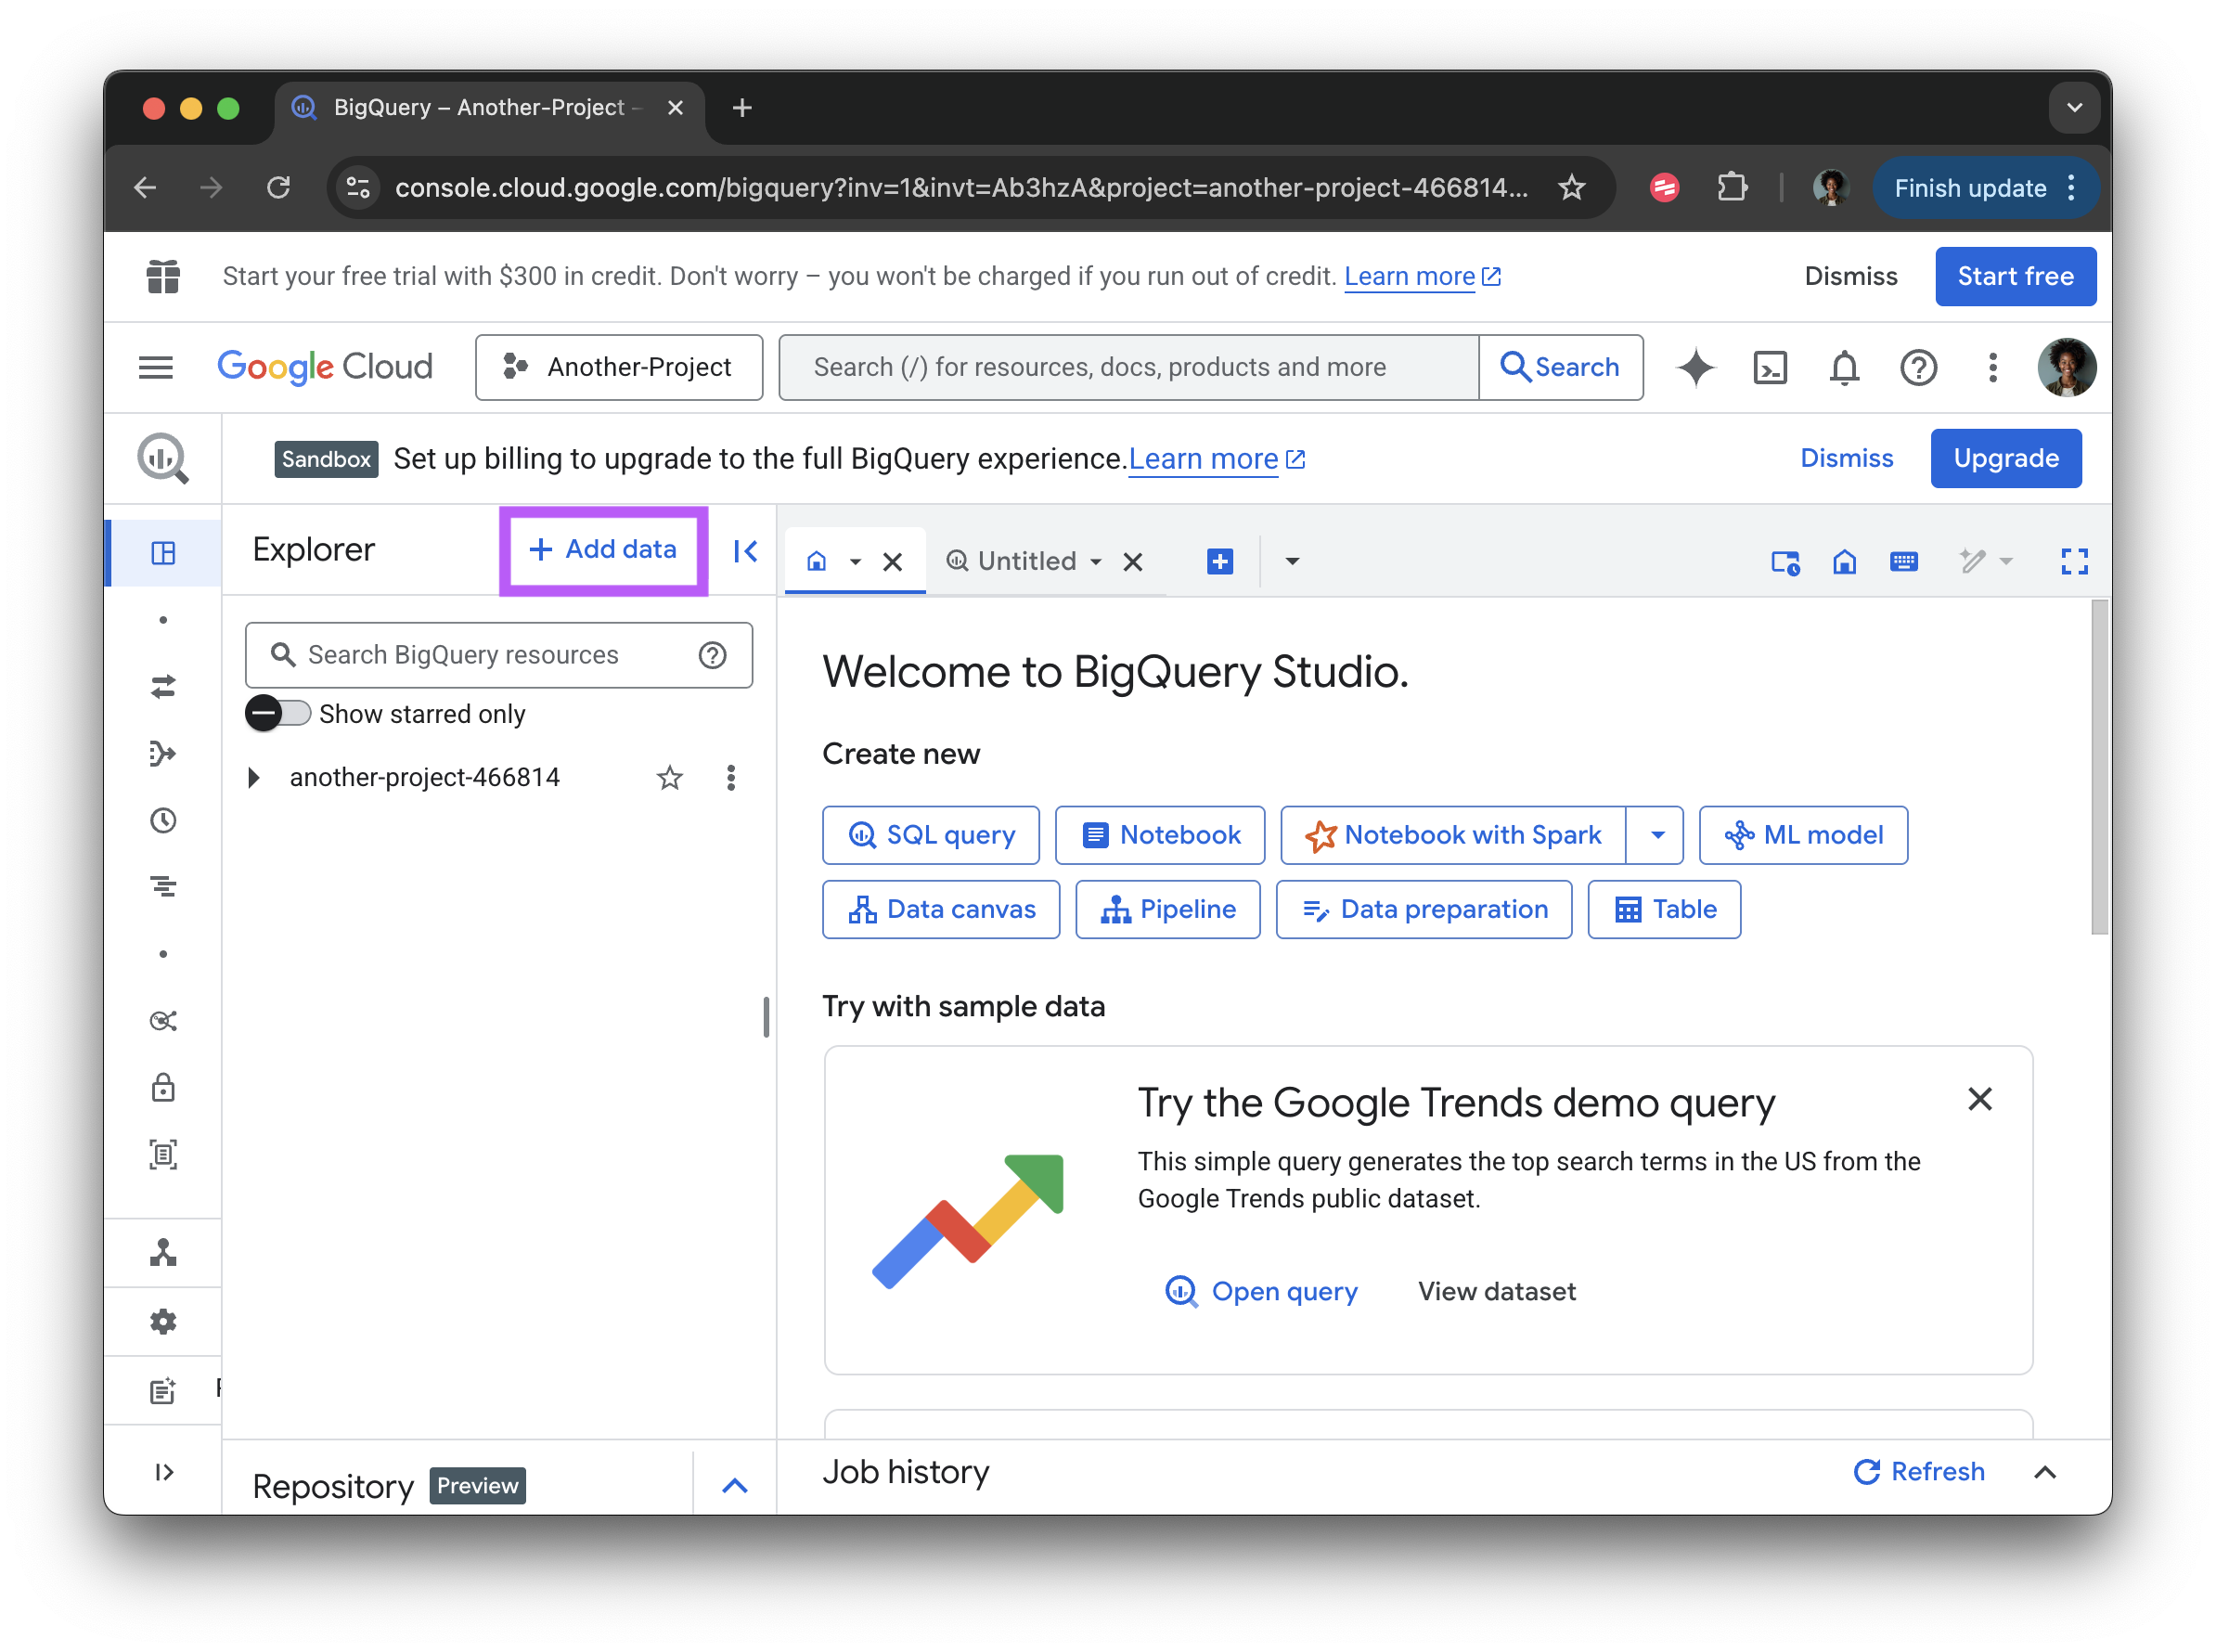 BigQuery – Another-Project –
console.cloud.google.com/bigquery?inv=1&invt=Ab3hzA&project=another-project-466814...
Finish update
Start your free trial with $300 in credit. Don't worry – you won't be charged if you run out of credit. Learn more
Dismiss
Start free
Google Cloud
Another-Project
Search (/) for resources, docs, products and more
Search
Sandbox
Set up billing to upgrade to the full BigQuery experience.Learn more
Dismiss
Upgrade
Explorer
+ Add data
Untitled
Search BigQuery resources
Show starred only
another-project-466814
Welcome to BigQuery Studio.
Create new
SQL query
Notebook
Notebook with Spark
ML model
Data canvas
Pipeline
Data preparation
Table
Try with sample data
Try the Google Trends demo query
This simple query generates the top search terms in the US from the
Google Trends public dataset.
Open query
View dataset
Repository
Preview
Job history
Refresh